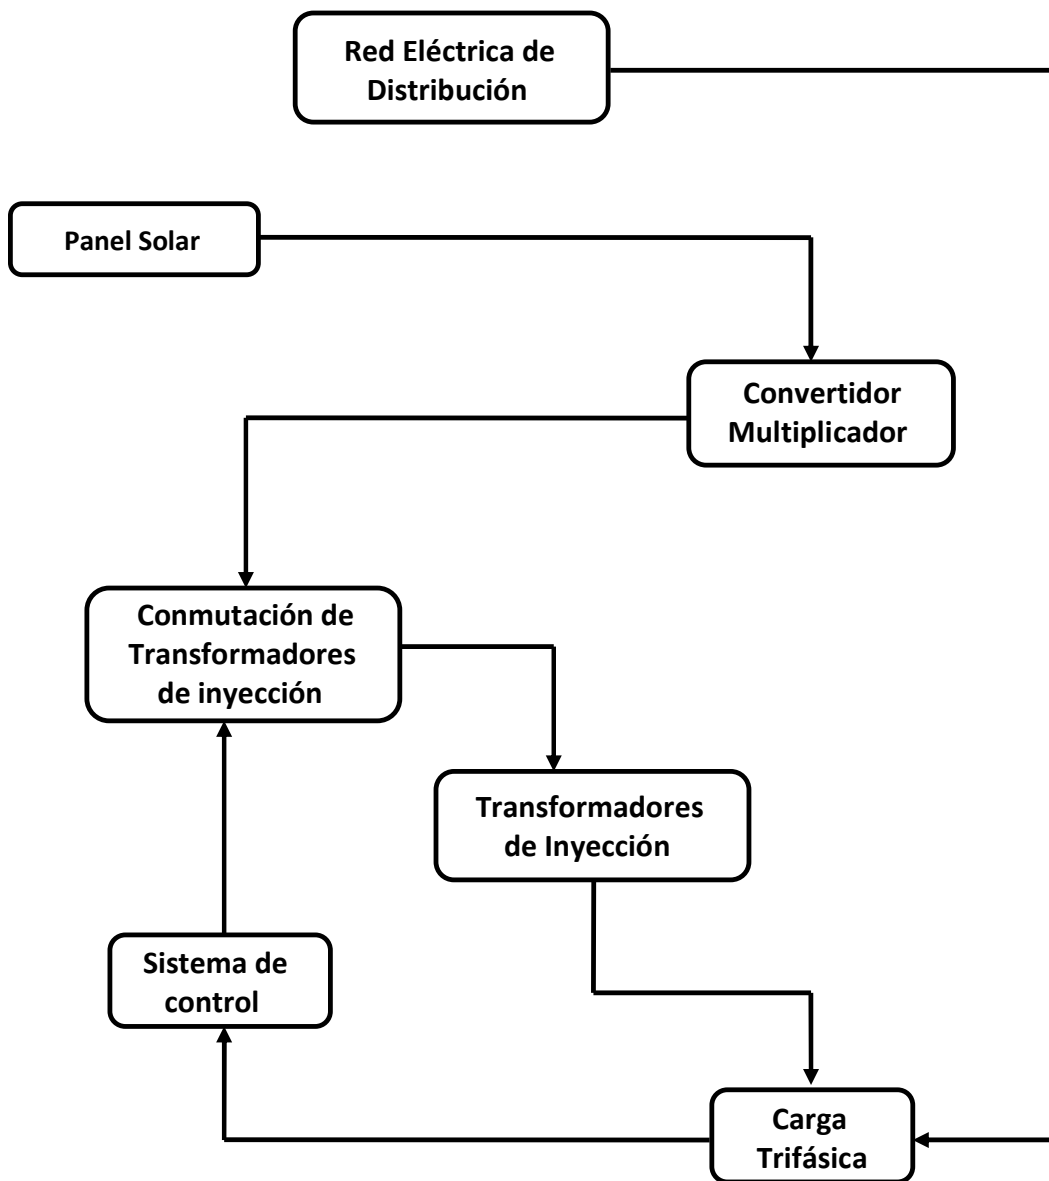 Red Eléctrica de
Distribución
Panel Solar
Convertidor
Multiplicador
Conmutación de
Transformadores
de inyección
Transformadores
de Inyección
Sistema de
control
Carga
Trifásica